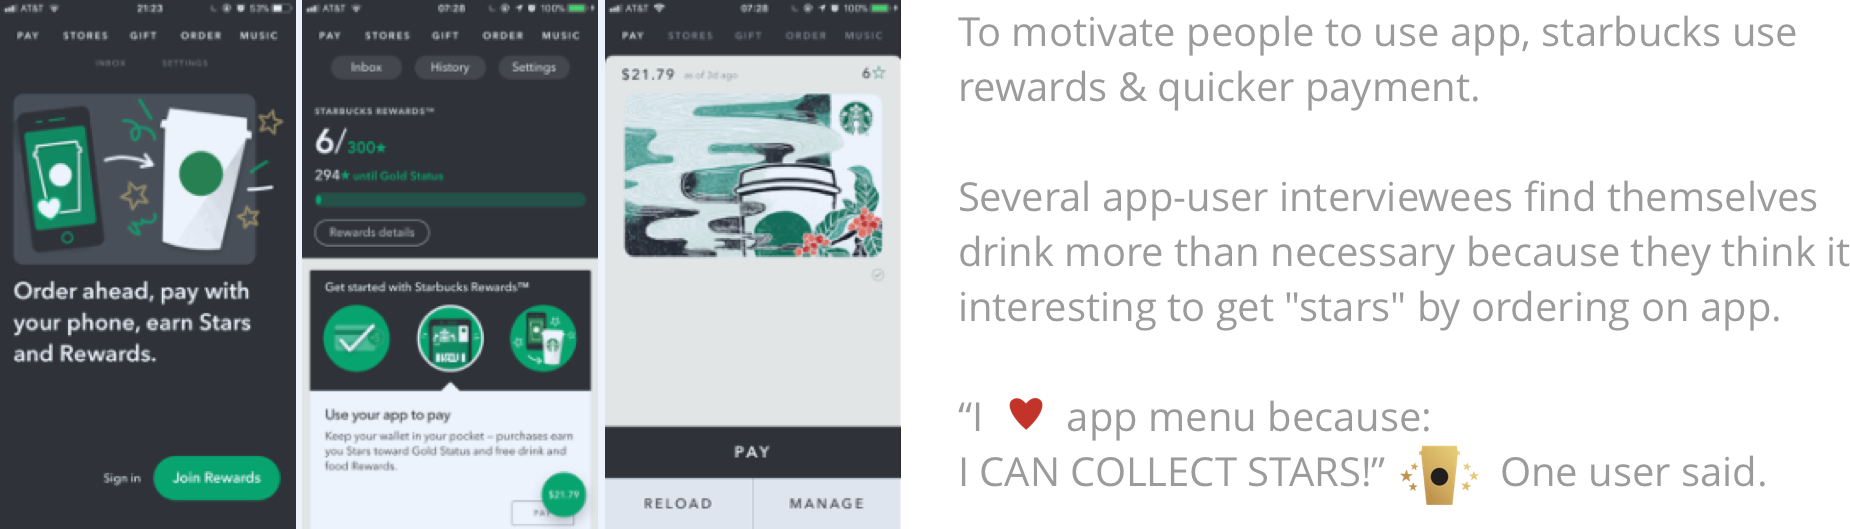 AT&T 21:23 53%
PAY STORES GIFT ORDER MUSIC
INBOX SETTINGS
Order ahead, pay with
your phone, earn Stars
and Rewards.
Sign in Join Rewards
AT&T 07:28 100%
PAY STORES GIFT ORDER MUSIC
Inbox History Settings
STARBUCKS REWARDS™
6/300★
294★ until Gold Status
Rewards details
Get started with Starbucks Rewards™
Use your app to pay
Keep your wallet in your pocket – purchases earn
you Stars toward Gold Status and free drink and
food Rewards.
$21.79
PAY
AT&T 07:28 100%
PAY STORES GIFT ORDER MUSIC
$21.79 as of 3d ago 6☆
PAY
RELOAD MANAGE
To motivate people to use app, starbucks use
rewards & quicker payment.
Several app-user interviewees find themselves
drink more than necessary because they think it
interesting to get "stars" by ordering on app.
“I ♥ app menu because:
I CAN COLLECT STARS!” One user said.